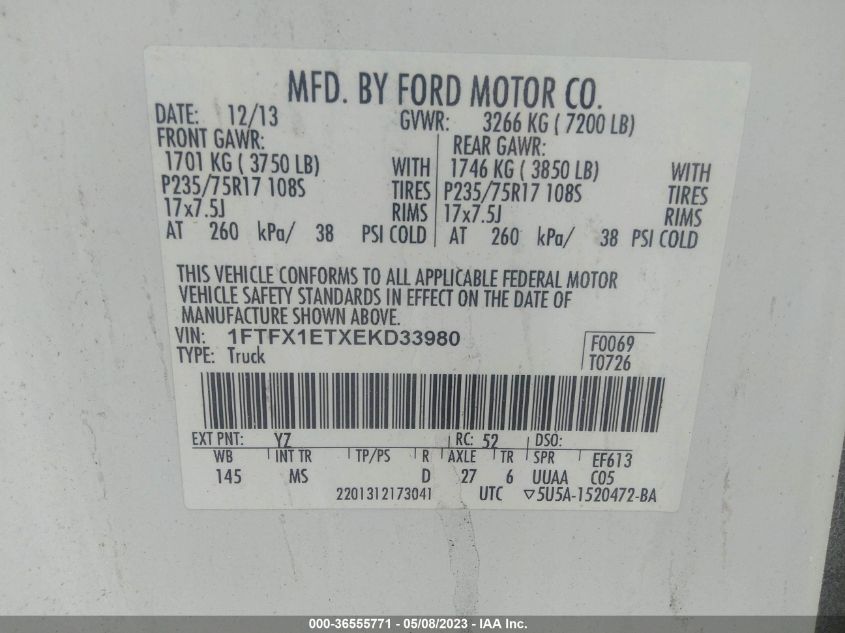 MFD. BY FORD MOTOR CO.
DATE: 12/13 GVWR: 3266 KG ( 7200 LB)
FRONT GAWR: REAR GAWR:
1701 KG ( 3750 LB) WITH 1746 KG ( 3850 LB) WITH
P235/75R17 108S TIRES P235/75R17 108S TIRES
17x7.5J RIMS 17x7.5J RIMS
AT 260 kPa/ 38 PSI COLD AT 260 kPa/ 38 PSI COLD
THIS VEHICLE CONFORMS TO ALL APPLICABLE FEDERAL MOTOR
VEHICLE SAFETY STANDARDS IN EFFECT ON THE DATE OF
MANUFACTURE SHOWN ABOVE.
VIN: 1FTFX1ETXEKD33980 F0069
TYPE: Truck T0726
EXT PNT: YZ RC: 52 DSO:
WB INT TR TP/PS R AXLE TR SPR EF613
145 MS D 27 6 UUAA C05
2201312173041 UTC ▽5U5A-1520472-BA
000-36555771 - 05/08/2023 - © IAA Inc.